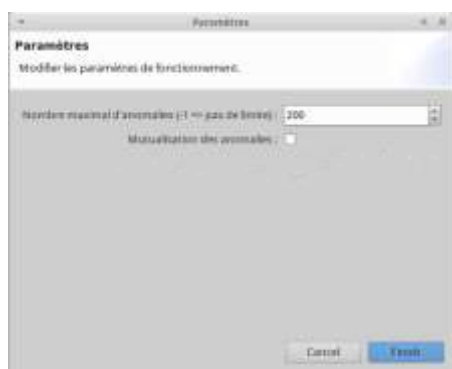 Paramètres
Paramètres
Modifier les paramètres de fonctionnement.
Nombre maximal d'anomalies (-1 => pas de limite) : 200
Mutualisation des anomalies :
Cancel Finish